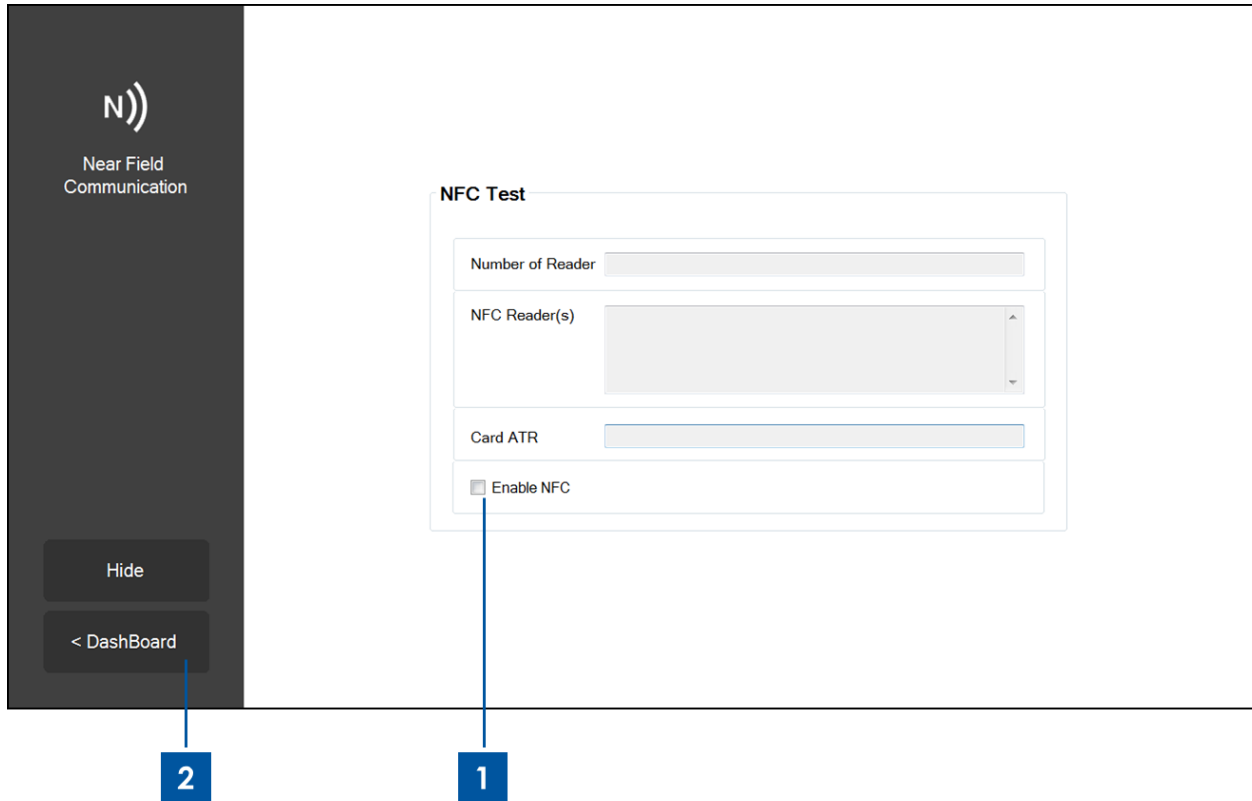 N
Near Field
Communication
NFC Test
Number of Reader
NFC Reader(s)
Card ATR
Enable NFC
Hide
< DashBoard
2
1